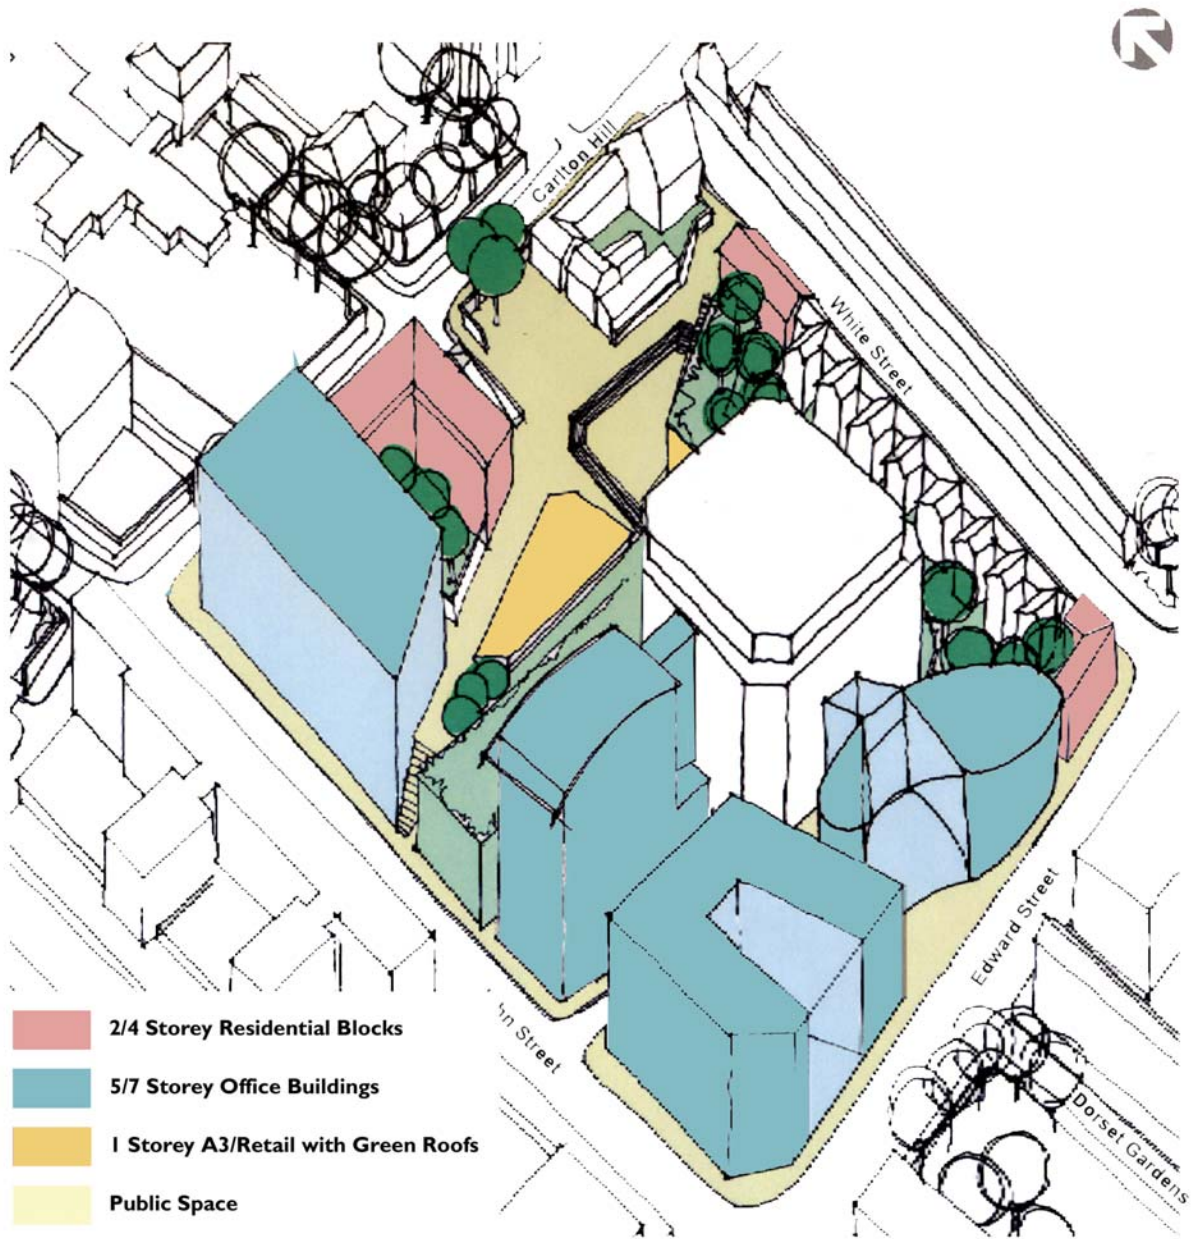 Carlton Hill
White Street
Edward Street
Street
Dorset Gardens
2/4 Storey Residential Blocks
5/7 Storey Office Buildings
1 Storey A3/Retail with Green Roofs
Public Space